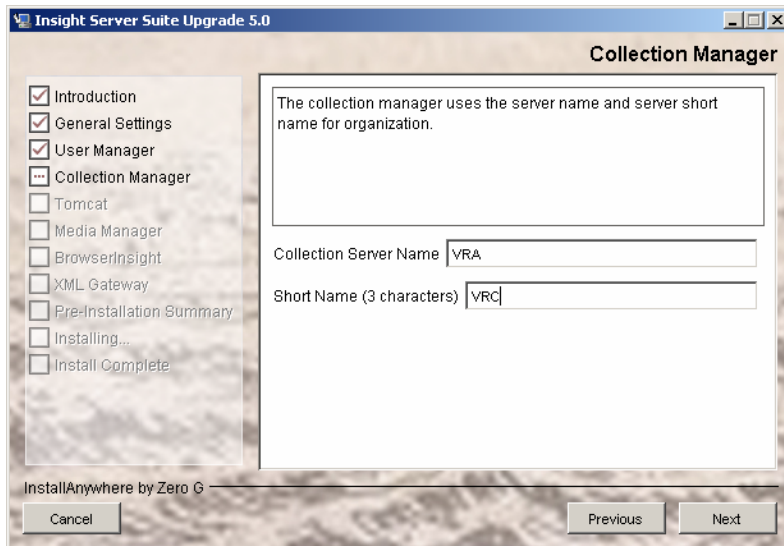 Insight Server Suite Upgrade 5.0
Collection Manager
Introduction
General Settings
User Manager
Collection Manager
Tomcat
Media Manager
BrowserInsight
XML Gateway
Pre-Installation Summary
Installing...
Install Complete
The collection manager uses the server name and server short
name for organization.
Collection Server Name VRA
Short Name (3 characters) VRC
InstallAnywhere by Zero G
Cancel Previous Next